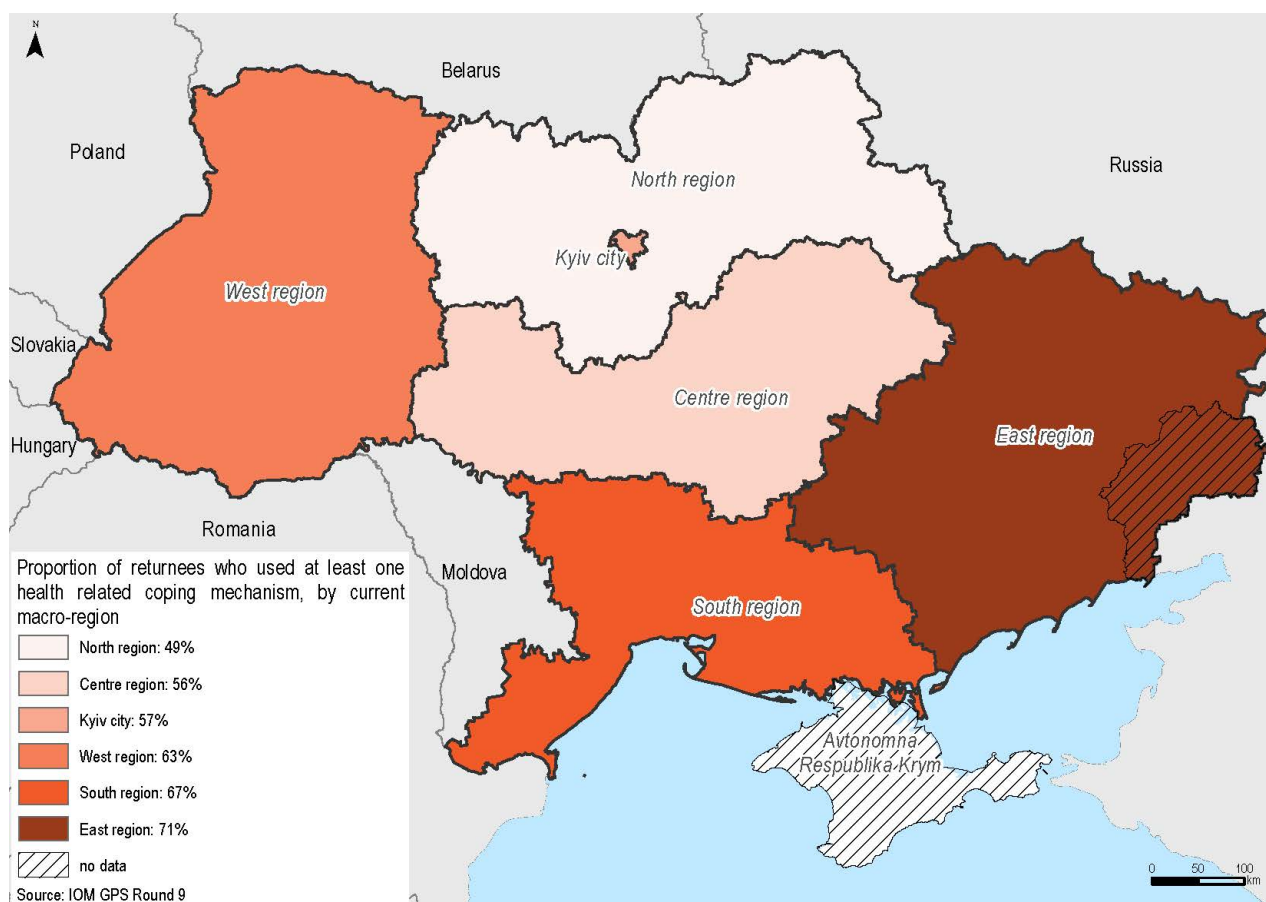 N
Belarus
Poland
Russia
North region
Kyiv city
West region
Slovakia
Centre region
Hungary
East region
Romania
Moldova
South region
Avtonomna
Respublika Krym
Proportion of returnees who used at least one
health related coping mechanism, by current
macro-region
North region: 49%
Centre region: 56%
Kyiv city: 57%
West region: 63%
South region: 67%
East region: 71%
no data
Source: IOM GPS Round 9
0 50 100
km